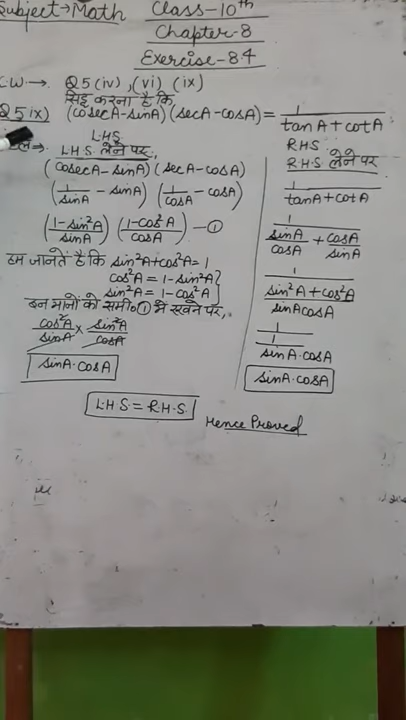 Subject→Math Class-10th
Chapter-8
Exercise-8.4
C.W→ Q5(iv),(vi) (ix)
सिद्ध करना है कि,
Q5 ix) (cosecA-sinA)(secA-cosA)= 1/(tanA+cotA)
L.H.S
L.H.S लेने पर,
(cosecA-sinA)(secA-cosA)
(1/sinA - sinA) (1/cosA - cosA)
((1-sin²A)/sinA) ((1-cos²A)/cosA) —①
हम जानते है कि sin²A+cos²A=1
cos²A = 1-sin²A}
sin²A = 1-cos²A}
इन मानों को समी० ① में रखने पर,
cos²A/sinA × sin²A/cosA
sinA·cosA
RHS
R.H.S लेने पर
1/(tanA+cotA)
1/(sinA/cosA + cosA/sinA)
1/((sin²A+cos²A)/(sinAcosA))
1/(1/(sinA·cosA))
sinA·cosA
L·H·S = R·H·S·
Hence Proved